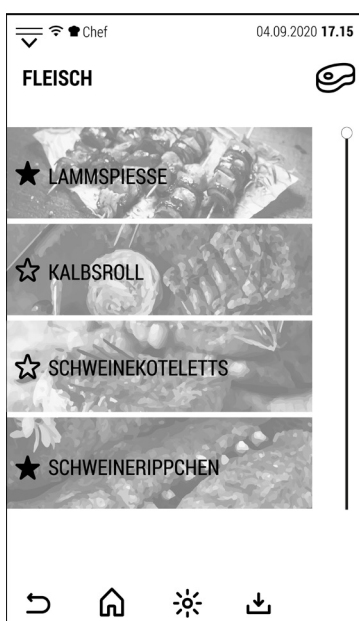 Chef 04.09.2020 17.15
FLEISCH
LAMMSPIESSE
KALBSROLL
SCHWEINEKOTELETTS
SCHWEINERIPPCHEN